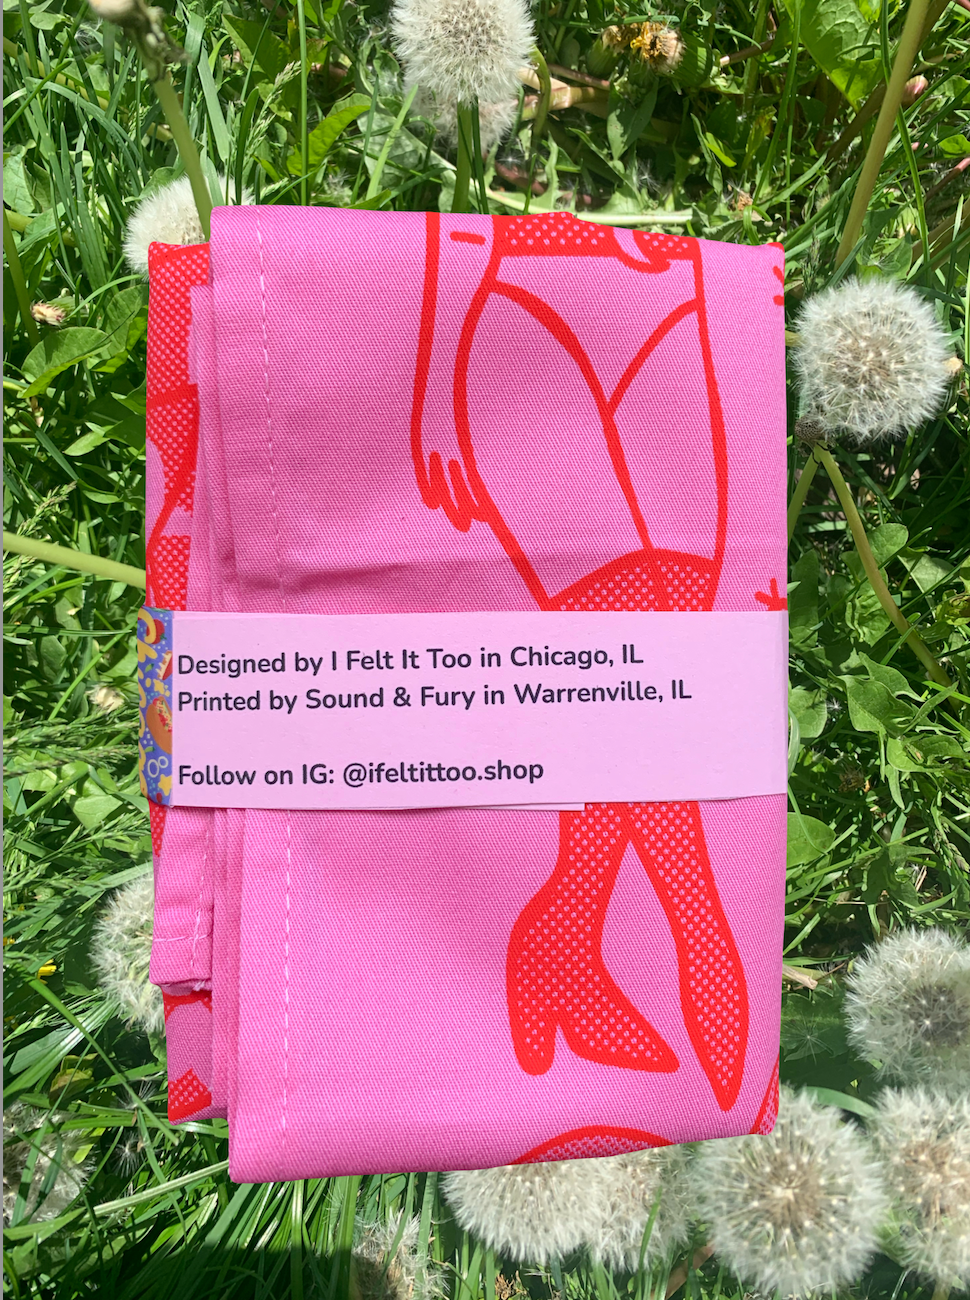 Designed by I Felt It Too in Chicago, IL
Printed by Sound & Fury in Warrenville, IL
Follow on IG: @ifeltittoo.shop